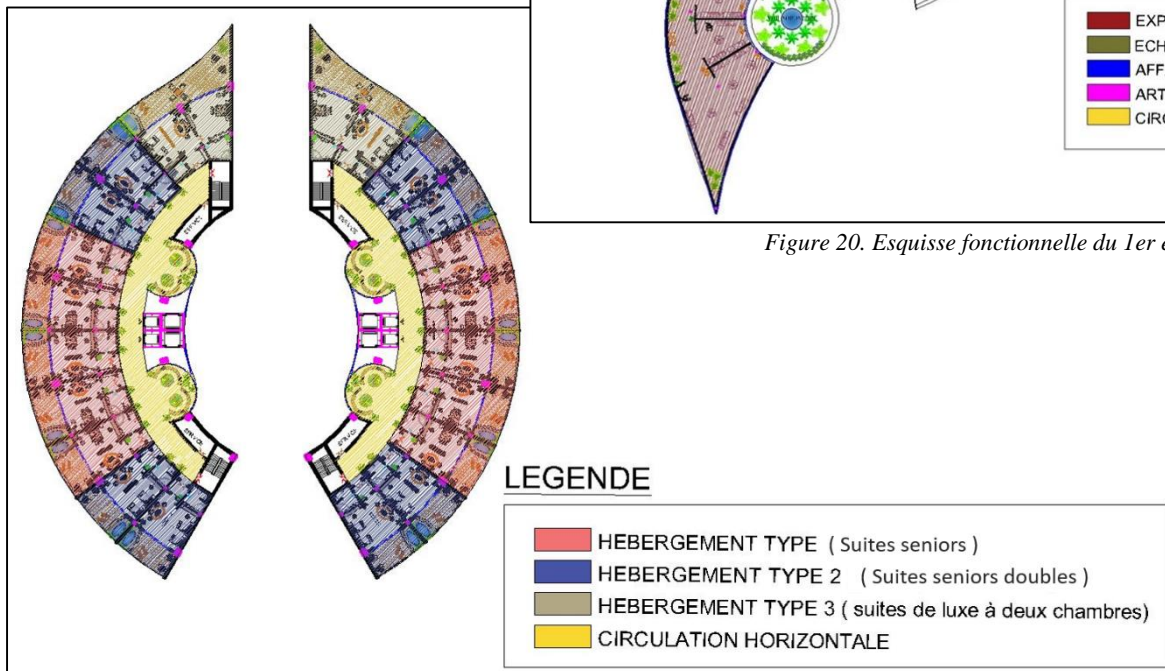 EXP
ECH
AFF
ART
CIRC
Figure 20. Esquisse fonctionnelle du 1er é
LEGENDE
HEBERGEMENT TYPE ( Suites seniors )
HEBERGEMENT TYPE 2 ( Suites seniors doubles )
HEBERGEMENT TYPE 3 ( suites de luxe à deux chambres)
CIRCULATION HORIZONTALE